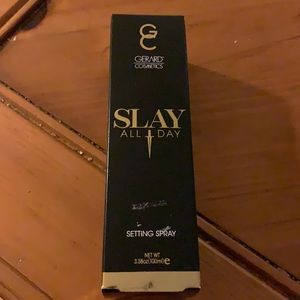 GC
GERARD
COSMETICS
SLAY
ALL DAY
SETTING SPRAY
NET WT
3.38oz(100ml)℮